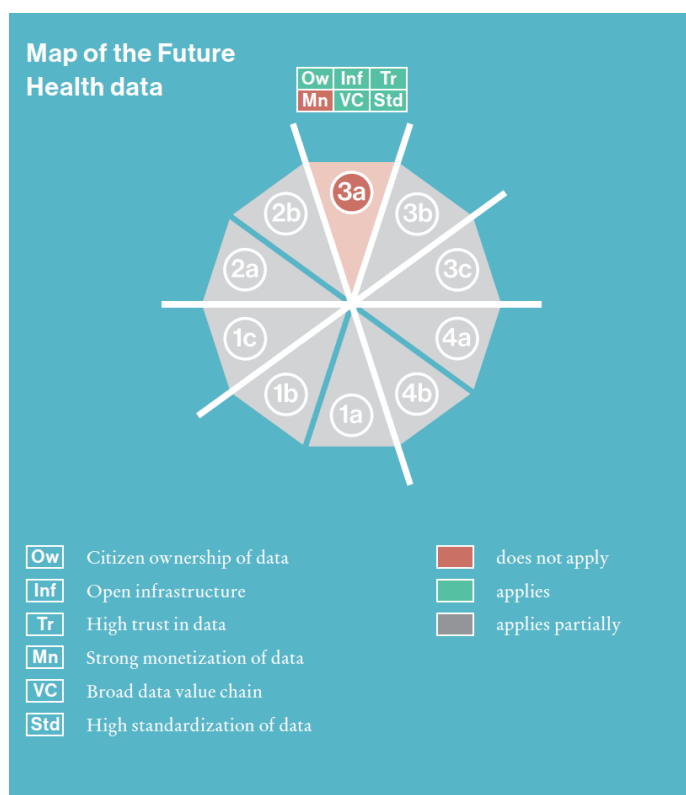 Map of the Future
Health data
Ow Inf Tr
Mn VC Std
3a
2b 3b
2a 3c
1c 4a
1b 1a 4b
Ow Citizen ownership of data
Inf Open infrastructure
Tr High trust in data
Mn Strong monetization of data
VC Broad data value chain
Std High standardization of data
does not apply
applies
applies partially